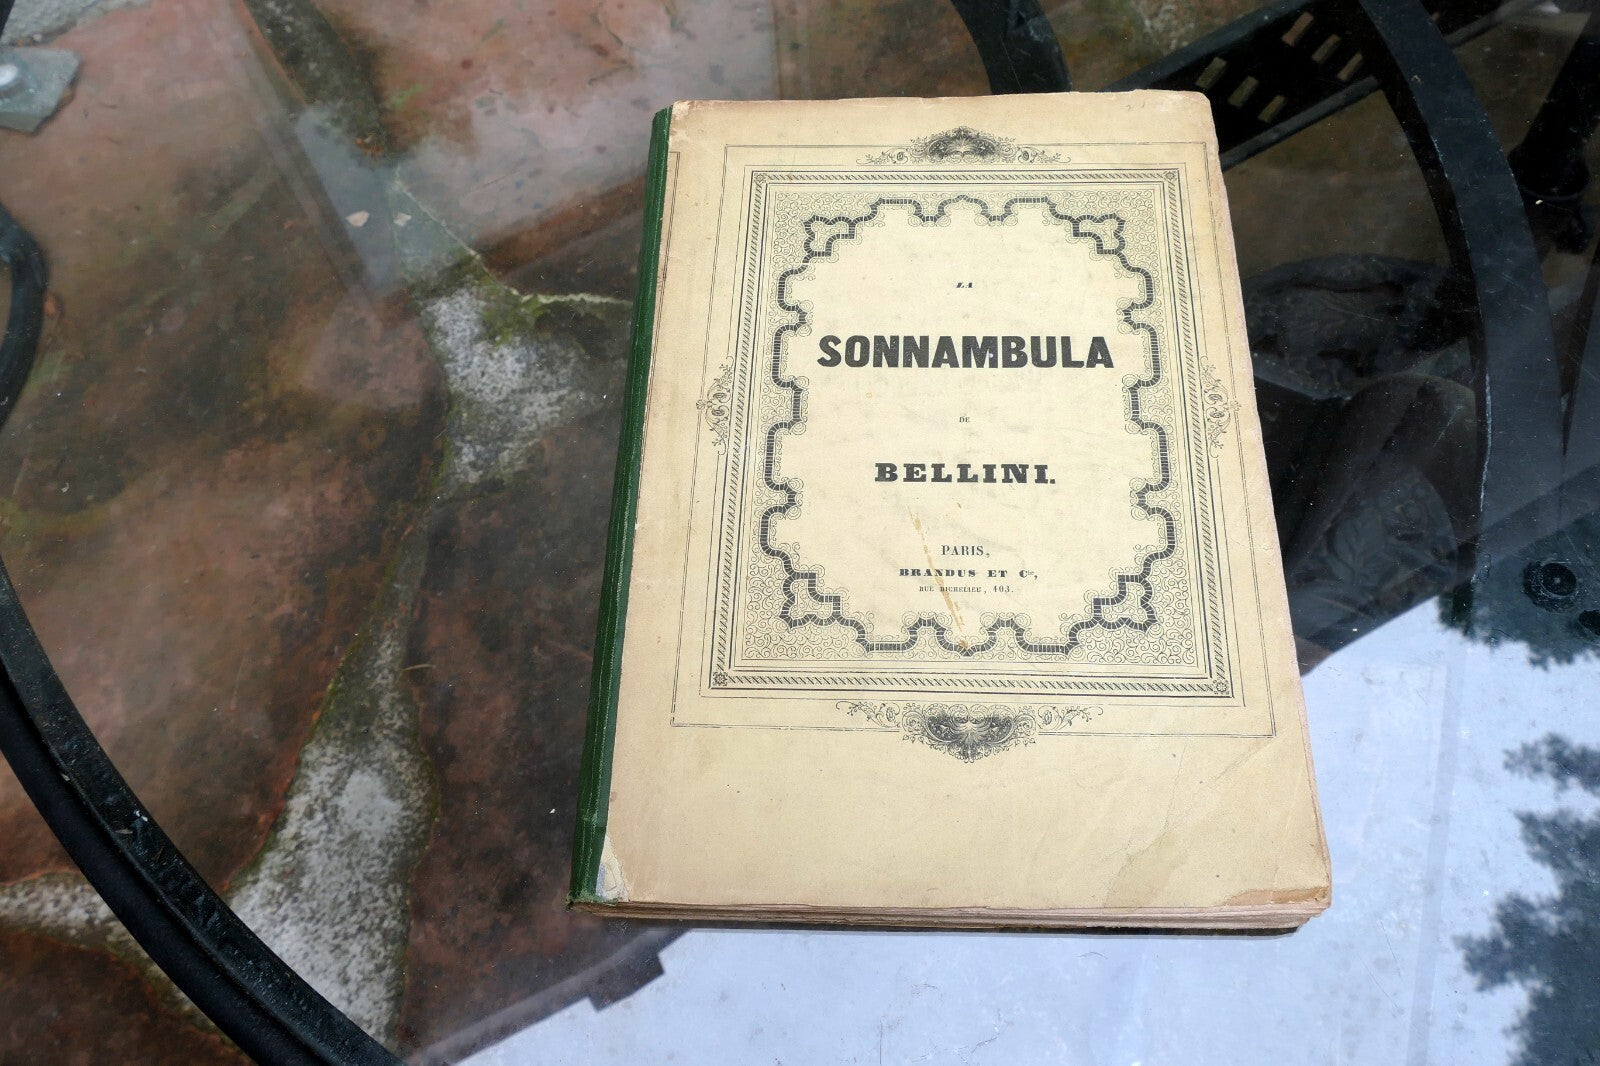 LA
SONNAMBULA
DE
BELLINI.
PARIS,
BRANDUS ET Cie,
RUE RICHELIEU, 103.